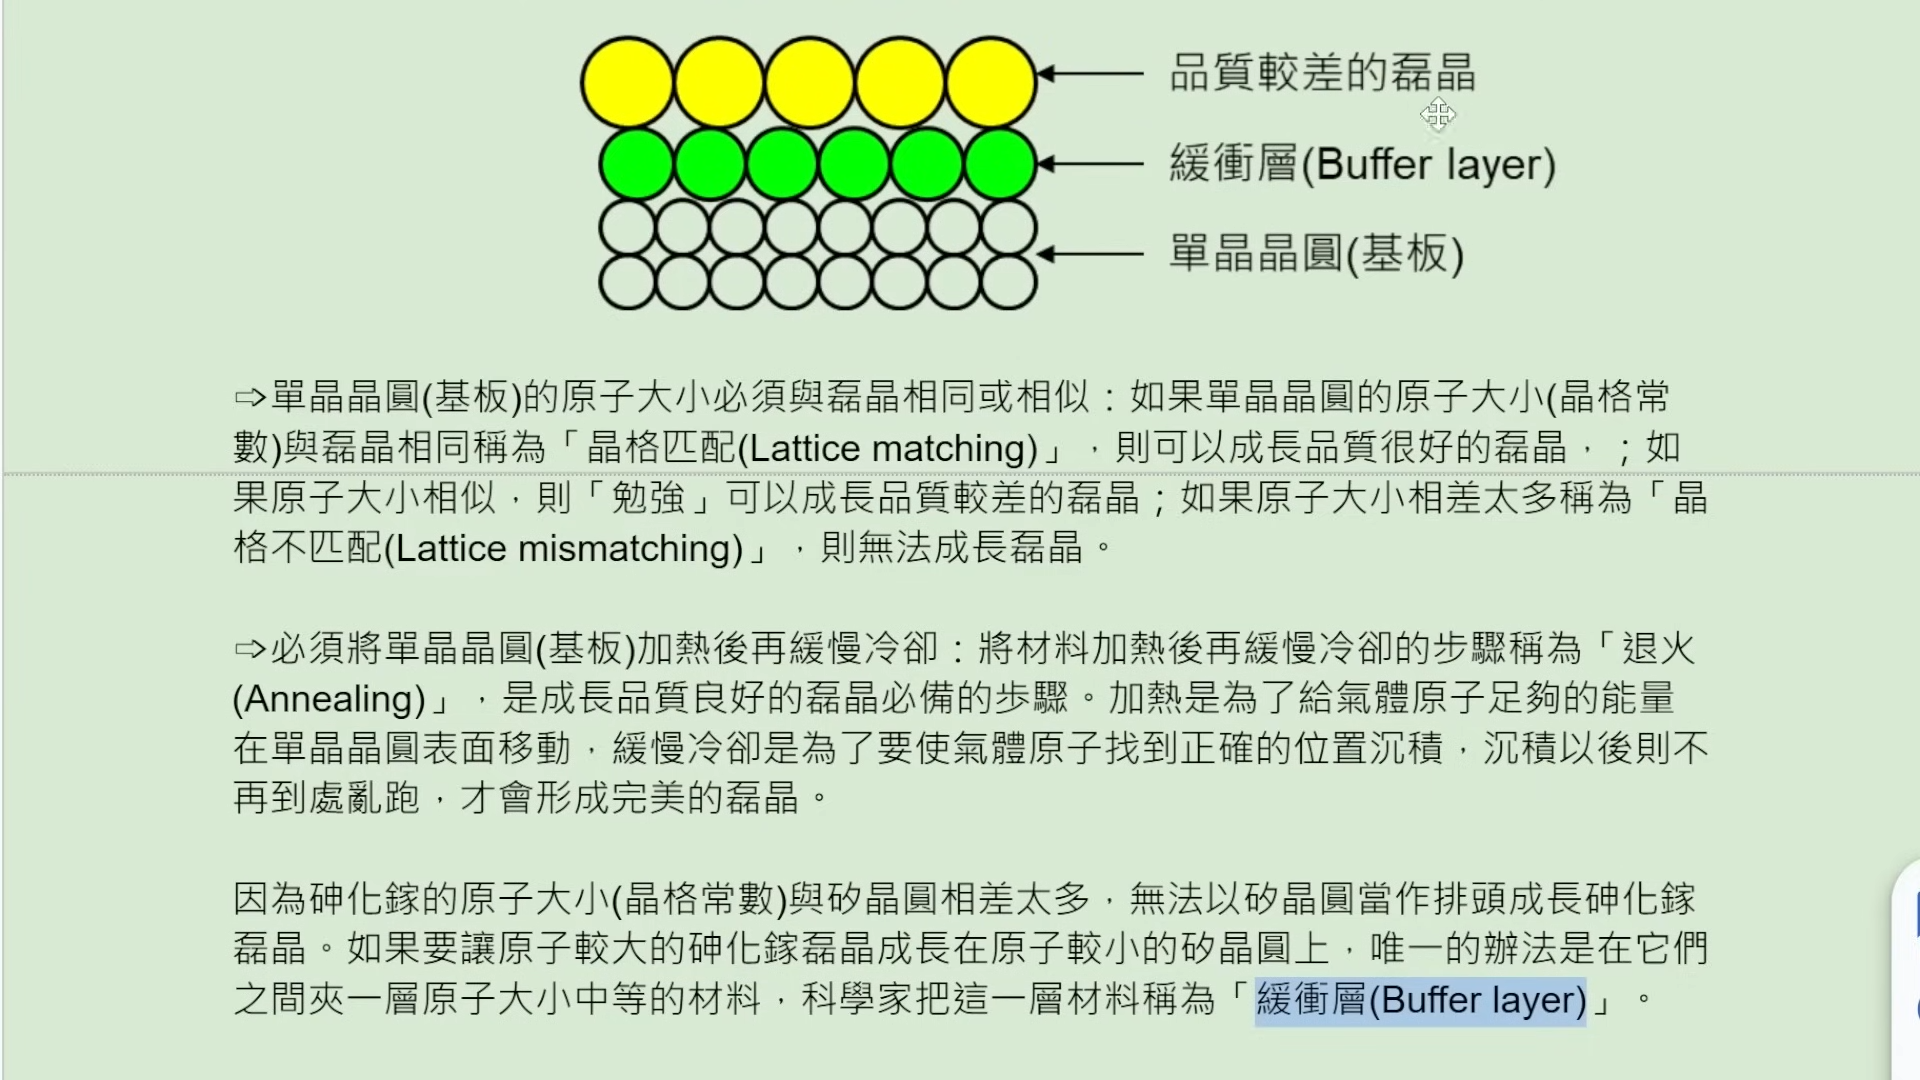 品質較差的磊晶
緩衝層(Buffer layer)
單晶晶圓(基板)
⇨單晶晶圓(基板)的原子大小必須與磊晶相同或相似：如果單晶晶圓的原子大小(晶格常
數)與磊晶相同稱為「晶格匹配(Lattice matching)」，則可以成長品質很好的磊晶，；如
果原子大小相似，則「勉強」可以成長品質較差的磊晶；如果原子大小相差太多稱為「晶
格不匹配(Lattice mismatching)」，則無法成長磊晶。
⇨必須將單晶晶圓(基板)加熱後再緩慢冷卻：將材料加熱後再緩慢冷卻的步驟稱為「退火
(Annealing)」，是成長品質良好的磊晶必備的步驟。加熱是為了給氣體原子足夠的能量
在單晶晶圓表面移動，緩慢冷卻是為了要使氣體原子找到正確的位置沉積，沉積以後則不
再到處亂跑，才會形成完美的磊晶。
因為砷化鎵的原子大小(晶格常數)與矽晶圓相差太多，無法以矽晶圓當作排頭成長砷化鎵
磊晶。如果要讓原子較大的砷化鎵磊晶成長在原子較小的矽晶圓上，唯一的辦法是在它們
之間夾一層原子大小中等的材料，科學家把這一層材料稱為「緩衝層(Buffer layer)」。